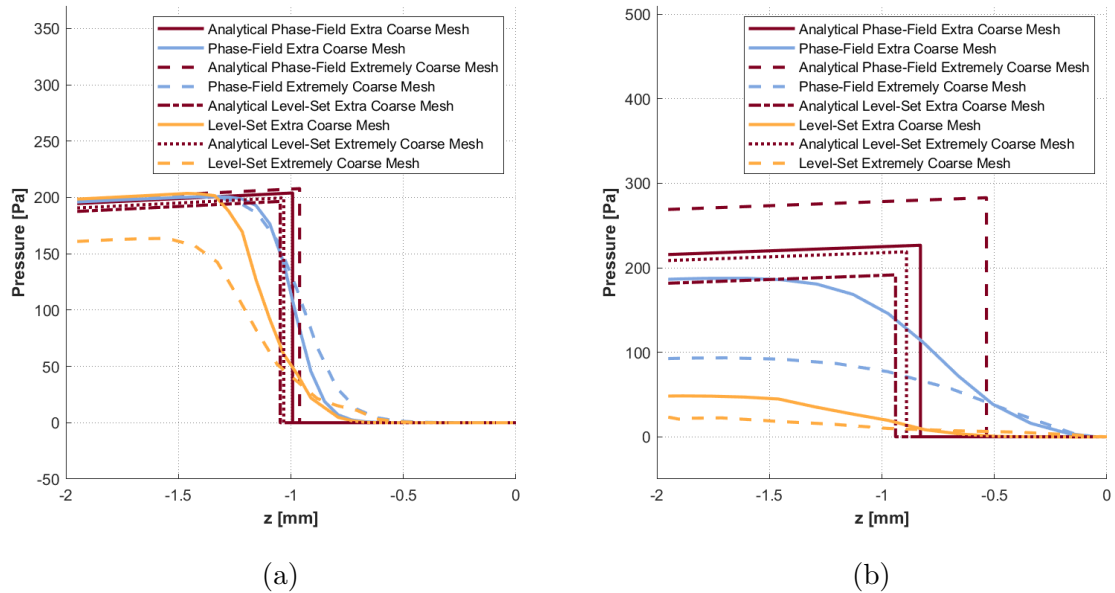 350
300
250
200
150
100
50
0
-50
Pressure [Pa]
Analytical Phase-Field Extra Coarse Mesh
Phase-Field Extra Coarse Mesh
Analytical Phase-Field Extremely Coarse Mesh
Phase-Field Extremely Coarse Mesh
Analytical Level-Set Extra Coarse Mesh
Level-Set Extra Coarse Mesh
Analytical Level-Set Extremely Coarse Mesh
Level-Set Extremely Coarse Mesh
-2 -1.5 -1 -0.5 0
z [mm]
(a)
500
400
300
200
100
0
Pressure [Pa]
Analytical Phase-Field Extra Coarse Mesh
Phase-Field Extra Coarse Mesh
Analytical Phase-Field Extremely Coarse Mesh
Phase-Field Extremely Coarse Mesh
Analytical Level-Set Extra Coarse Mesh
Level-Set Extra Coarse Mesh
Analytical Level-Set Extremely Coarse Mesh
Level-Set Extremely Coarse Mesh
-2 -1.5 -1 -0.5 0
z [mm]
(b)